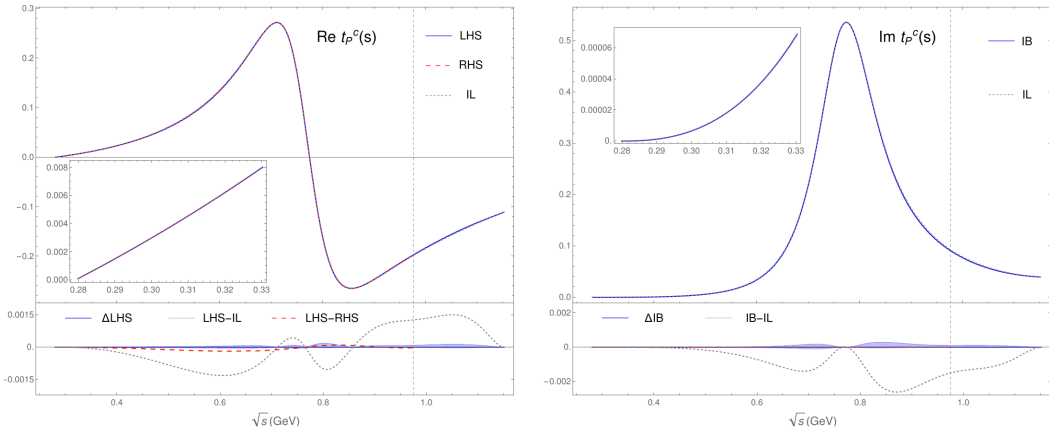 Re t_P^c(s)
LHS
RHS
IL
0.3
0.2
0.1
0.0
-0.1
-0.2
0.008
0.006
0.004
0.002
0.000
0.28 0.29 0.30 0.31 0.32 0.33
ΔLHS LHS-IL LHS-RHS
0.0015
0
-0.0015
0.4 0.6 0.8 1.0
√s (GeV)
Im t_P^c(s)
IB
IL
0.5
0.4
0.3
0.2
0.1
0.0
0.00006
0.00004
0.00002
0.
0.28 0.29 0.30 0.31 0.32 0.33
ΔIB IB-IL
0.002
0
-0.002
0.4 0.6 0.8 1.0
√s (GeV)